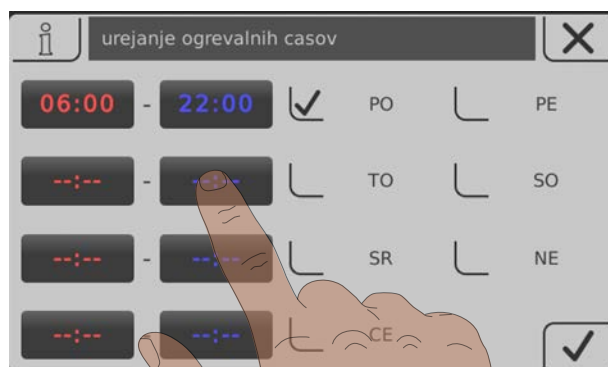 urejanje ogrevalnih casov
06:00 - 22:00 PO PE
--:-- - --:-- TO SO
--:-- - --:-- SR NE
--:-- - --:-- CE